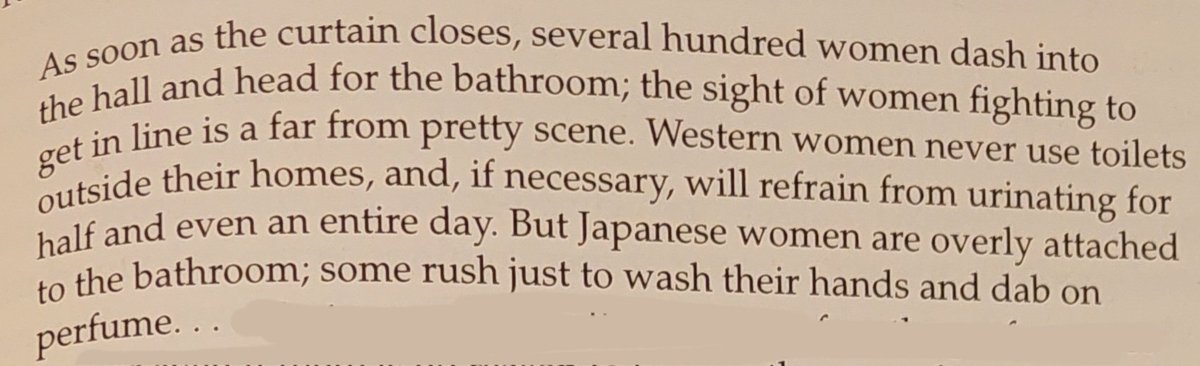 As soon as the curtain closes, several hundred women dash into
the hall and head for the bathroom; the sight of women fighting to
get in line is a far from pretty scene. Western women never use toilets
outside their homes, and, if necessary, will refrain from urinating for
half and even an entire day. But Japanese women are overly attached
to the bathroom; some rush just to wash their hands and dab on
perfume. . .